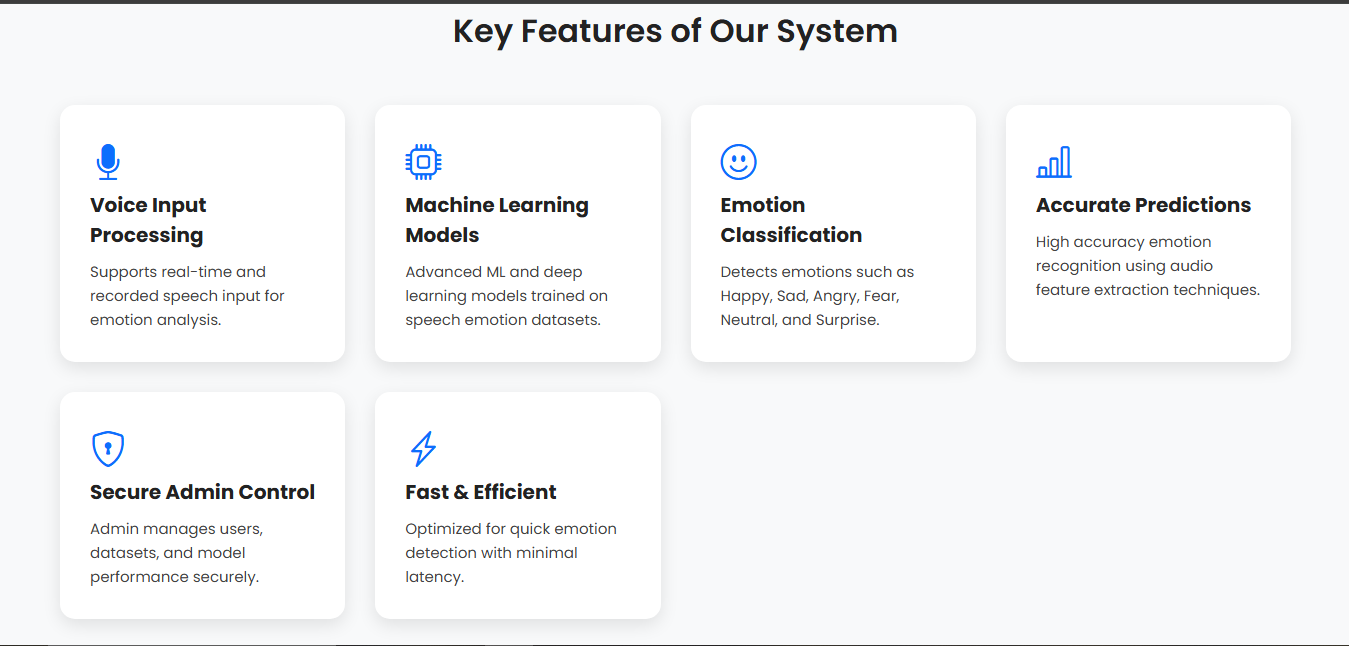 Key Features of Our System
Voice Input
Processing
Supports real-time and
recorded speech input for
emotion analysis.
Machine Learning
Models
Advanced ML and deep
learning models trained on
speech emotion datasets.
Emotion
Classification
Detects emotions such as
Happy, Sad, Angry, Fear,
Neutral, and Surprise.
Accurate Predictions
High accuracy emotion
recognition using audio
feature extraction techniques.
Secure Admin Control
Admin manages users,
datasets, and model
performance securely.
Fast & Efficient
Optimized for quick emotion
detection with minimal
latency.